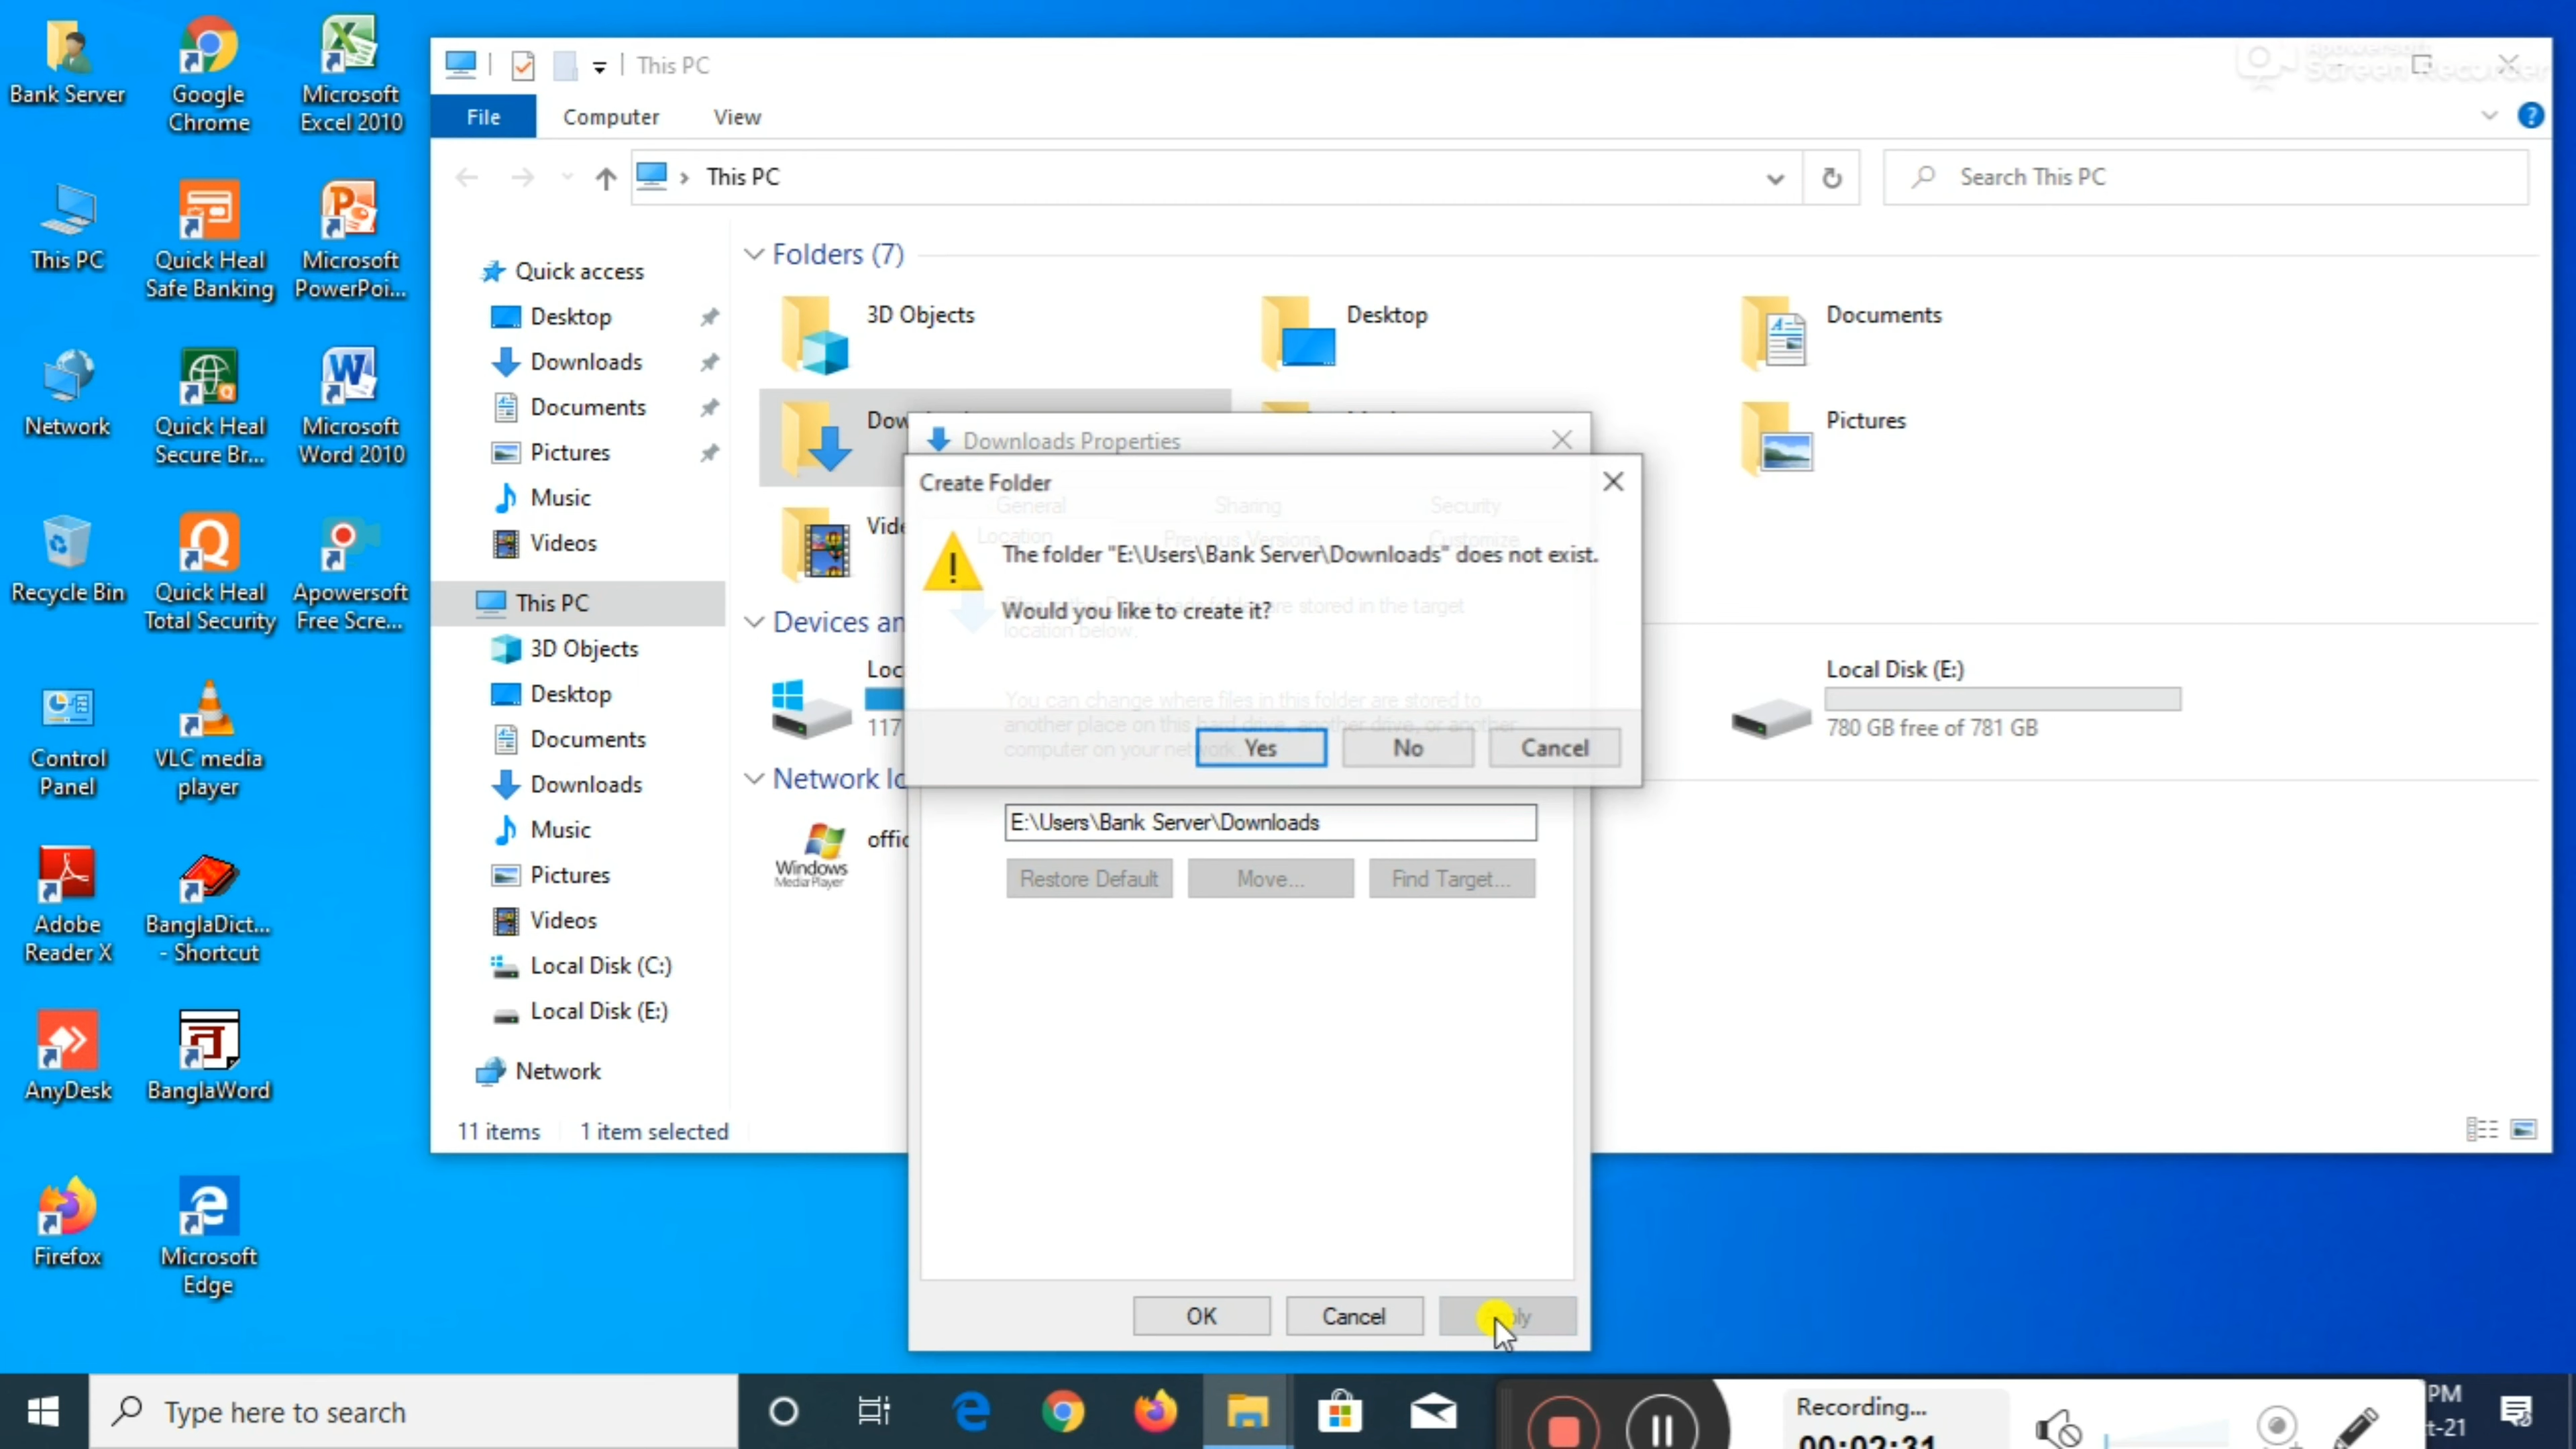 Bank Server
Google
Chrome
Microsoft
Excel 2010
This PC
Quick Heal
Safe Banking
Microsoft
PowerPoi...
Network
Quick Heal
Secure Br...
Microsoft
Word 2010
Recycle Bin
Quick Heal
Total Security
Apowersoft
Free Scre...
Control
Panel
VLC media
player
Adobe
Reader X
BanglaDict...
- Shortcut
AnyDesk
BanglaWord
Firefox
Microsoft
Edge
This PC
Apowersoft
Screen Recorder
File
Computer
View
This PC
Search This PC
Quick access
Desktop
Downloads
Documents
Pictures
Music
Videos
This PC
3D Objects
Desktop
Documents
Downloads
Music
Pictures
Videos
Local Disk (C:)
Local Disk (E:)
Network
Folders (7)
3D Objects
Desktop
Documents
Pictures
Local Disk (E:)
780 GB free of 781 GB
117
Windows
Media Player
11 items
1 item selected
Downloads Properties
Create Folder
General
Sharing
Security
Location
Previous Versions
Customize
The folder "E:\Users\Bank Server\Downloads" does not exist.
Would you like to create it?
are stored in the target
location below.
You can change where files in this folder are stored to
another place on this hard drive, another drive, or another
computer on your network.
Yes
No
Cancel
E:\Users\Bank Server\Downloads
Restore Default
Move...
Find Target...
OK
Cancel
Type here to search
Recording...
00:02:31
PM
t-21